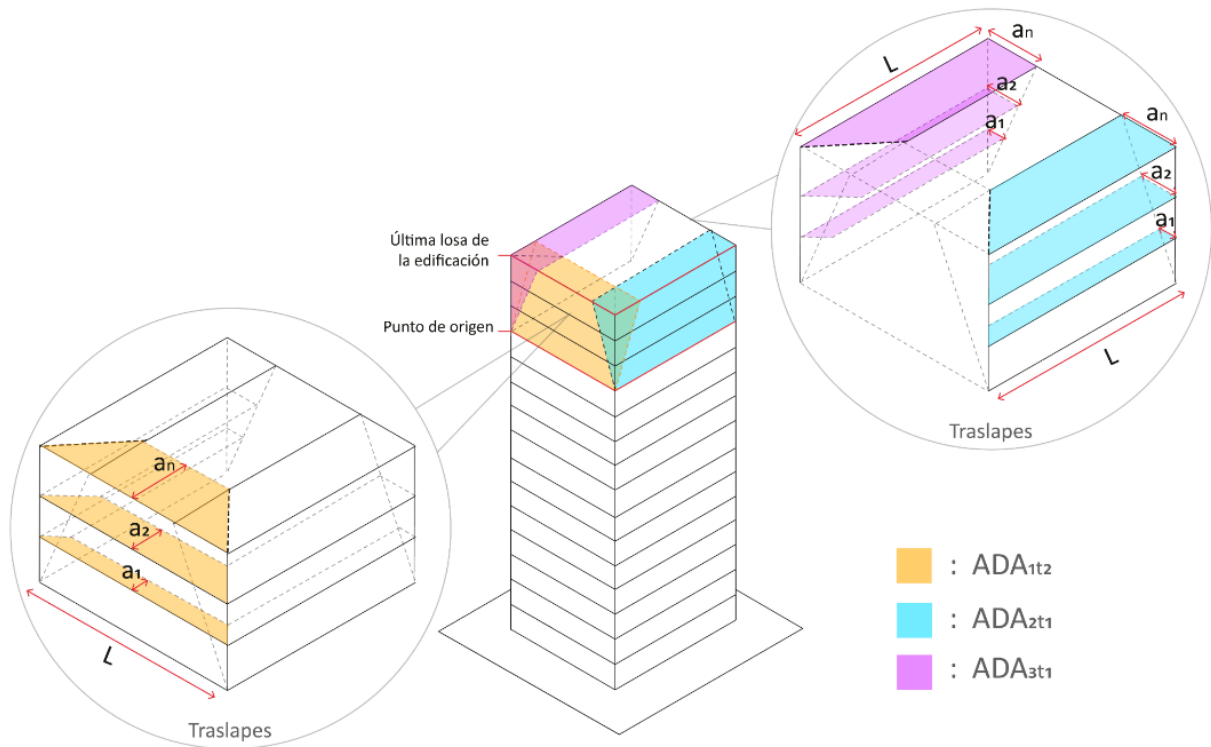 aₙ
L
a₂
aₙ
a₁
a₂
a₁
L
Traslapes
Última losa de
la edificación
Punto de origen
aₙ
a₂
a₁
L
Traslapes
: ADA₁ₜ₂
: ADA₂ₜ₁
: ADA₃ₜ₁